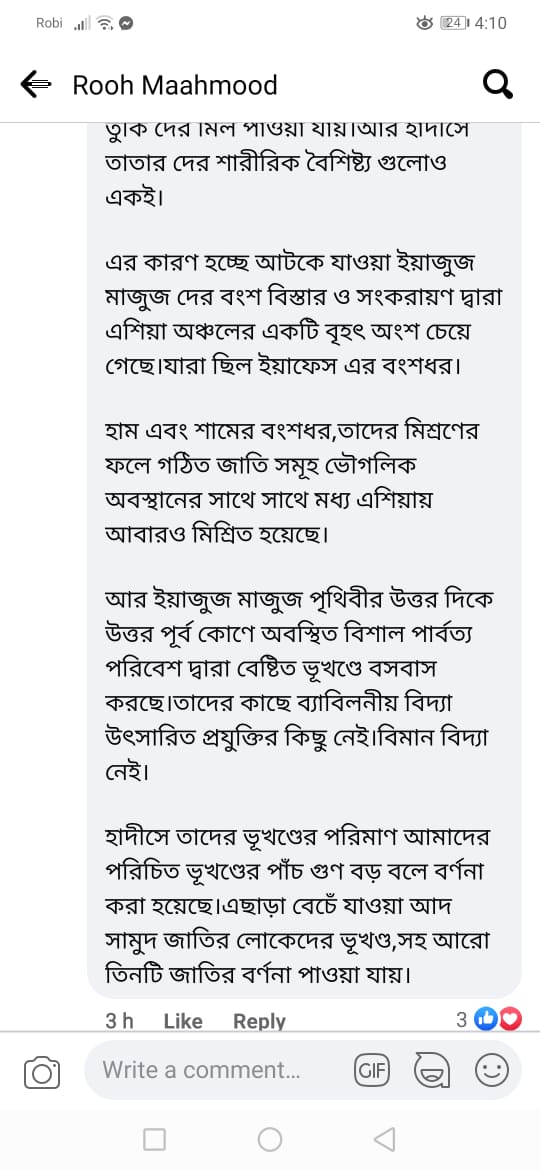 Robi
24 4:10
Rooh Maahmood
তুর্কি দের মিল পাওয়া যায়।আর হাদীসে
তাতার দের শারীরিক বৈশিষ্ট্য গুলোও
একই।
এর কারণ হচ্ছে আটকে যাওয়া ইয়াজুজ
মাজুজ দের বংশ বিস্তার ও সংকরায়ণ দ্বারা
এশিয়া অঞ্চলের একটি বৃহৎ অংশ চেয়ে
গেছে।যারা ছিল ইয়াফেস এর বংশধর।
হাম এবং শামের বংশধর,তাদের মিশ্রণের
ফলে গঠিত জাতি সমূহ ভৌগলিক
অবস্থানের সাথে সাথে মধ্য এশিয়ায়
আবারও মিশ্রিত হয়েছে।
আর ইয়াজুজ মাজুজ পৃথিবীর উত্তর দিকে
উত্তর পূর্ব কোণে অবস্থিত বিশাল পার্বত্য
পরিবেশ দ্বারা বেষ্টিত ভূখণ্ডে বসবাস
করছে।তাদের কাছে ব্যাবিলনীয় বিদ্যা
উৎসারিত প্রযুক্তির কিছু নেই।বিমান বিদ্যা
নেই।
হাদীসে তাদের ভূখণ্ডের পরিমাণ আমাদের
পরিচিত ভূখণ্ডের পাঁচ গুণ বড় বলে বর্ণনা
করা হয়েছে।এছাড়া বেচেঁ যাওয়া আদ
সামুদ জাতির লোকেদের ভূখণ্ড,সহ আরো
তিনটি জাতির বর্ণনা পাওয়া যায়।
3 h Like Reply 3
Write a comment... GIF